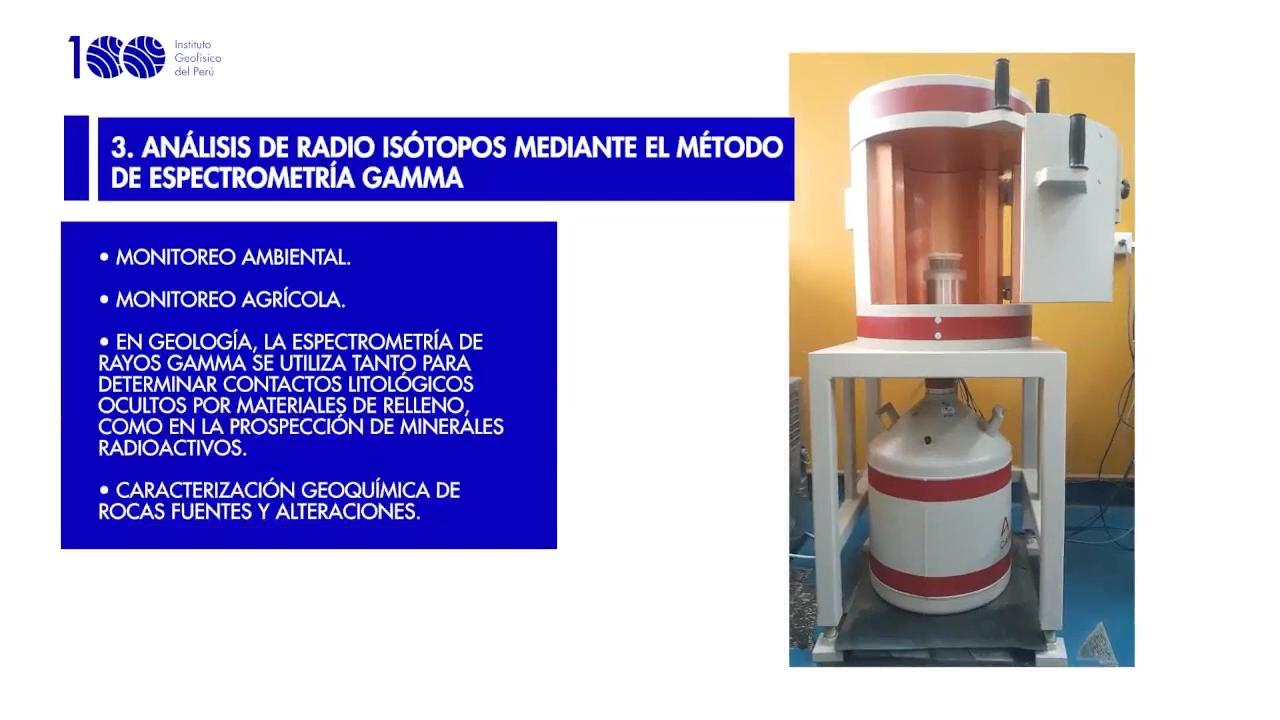 100
Instituto
Geofísico
del Perú
3. ANÁLISIS DE RADIO ISÓTOPOS MEDIANTE EL MÉTODO
DE ESPECTROMETRÍA GAMMA
• MONITOREO AMBIENTAL.
• MONITOREO AGRÍCOLA.
• EN GEOLOGÍA, LA ESPECTROMETRÍA DE
RAYOS GAMMA SE UTILIZA TANTO PARA
DETERMINAR CONTACTOS LITOLÓGICOS
OCULTOS POR MATERIALES DE RELLENO,
COMO EN LA PROSPECCIÓN DE MINERALES
RADIOACTIVOS.
• CARACTERIZACIÓN GEOQUÍMICA DE
ROCAS FUENTES Y ALTERACIONES.